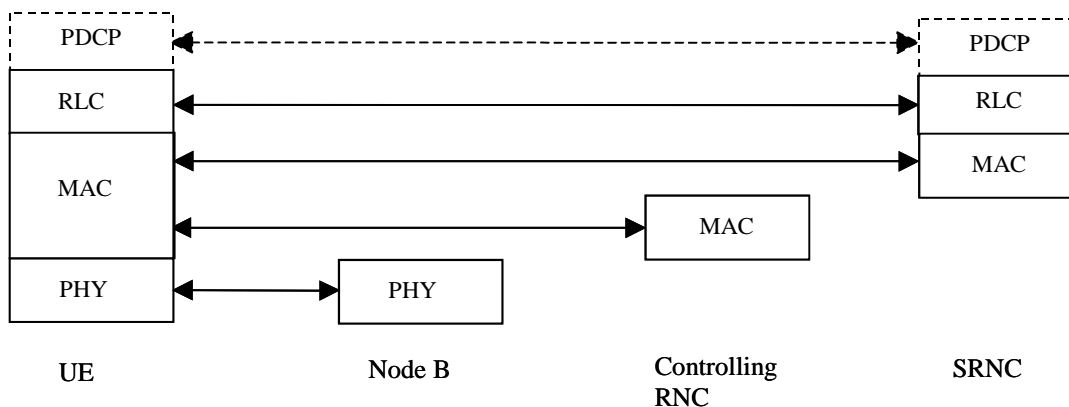 PDCP
PDCP
RLC
RLC
MAC
MAC
MAC
PHY
PHY
UE
Node B
Controlling
RNC
SRNC